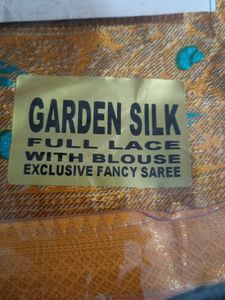 GARDEN SILK
FULL LACE
WITH BLOUSE
EXCLUSIVE FANCY SAREE